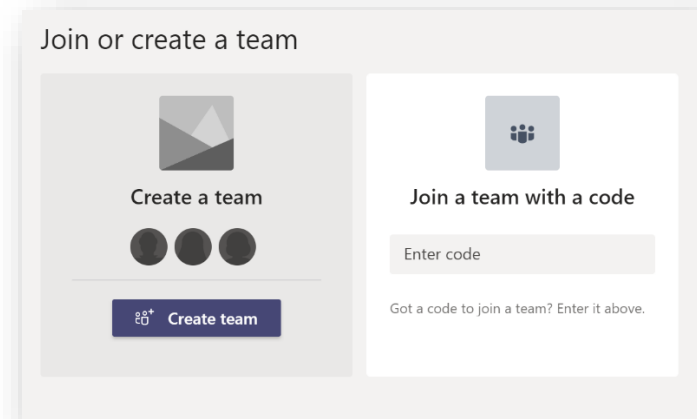 Join or create a team
Create a team
Create team
Join a team with a code
Enter code
Got a code to join a team? Enter it above.